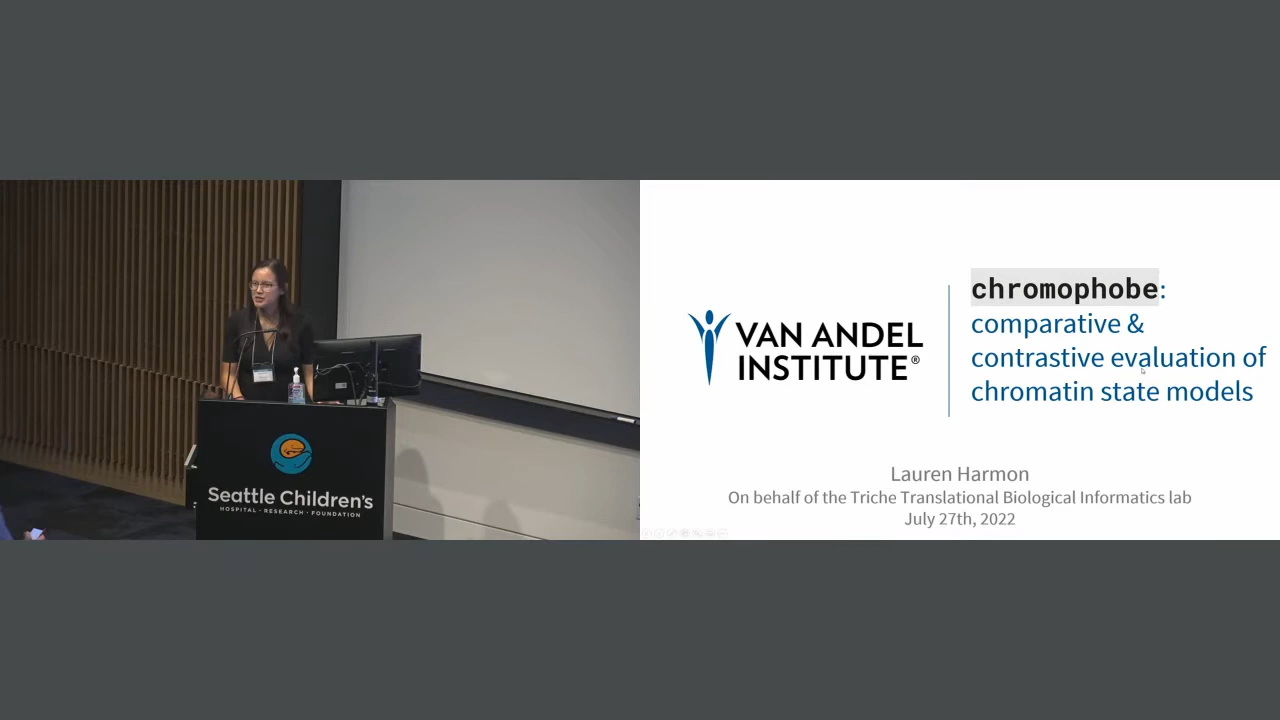 Seattle Children's
HOSPITAL · RESEARCH · FOUNDATION
VAN ANDEL
INSTITUTE®
chromophobe:
comparative &
contrastive evaluation of
chromatin state models
Lauren Harmon
On behalf of the Triche Translational Biological Informatics lab
July 27th, 2022